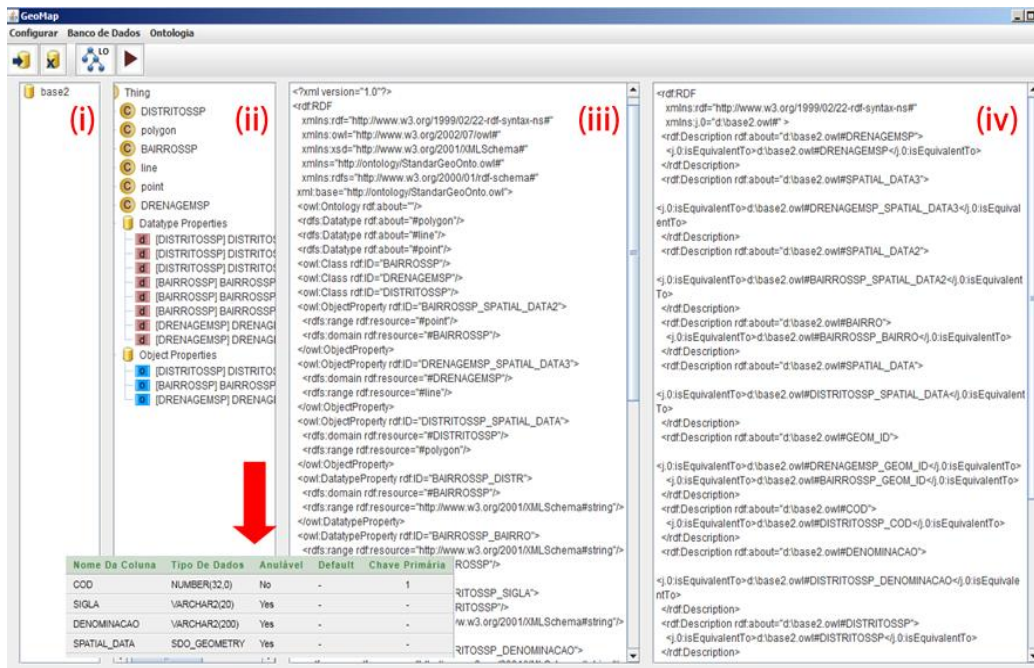 GeoMap
Configurar Banco de Dados Ontologia
LO
base2
(i)
Thing
DISTRITOSSP
polygon
BAIRROSSP
line
point
DRENAGEMSP
Datatype Properties
[DISTRITOSSP] DISTRITOS
[DISTRITOSSP] DISTRITOS
[DISTRITOSSP] DISTRITOS
[BAIRROSSP] BAIRROSSP
[BAIRROSSP] BAIRROSSP
[BAIRROSSP] BAIRROSSP
[DRENAGEMSP] DRENAG
[DRENAGEMSP] DRENAG
Object Properties
[DISTRITOSSP] DISTRITOS
[BAIRROSSP] BAIRROSSP
[DRENAGEMSP] DRENAG
(ii)
<?xml version="1.0"?>
<rdf:RDF
xmlns:rdf="http://www.w3.org/1999/02/22-rdf-syntax-ns#"
xmlns:owl="http://www.w3.org/2002/07/owl#"
xmlns:xsd="http://www.w3.org/2001/XMLSchema#"
xmlns="http://ontology/StandarGeoOnto.owl#"
xmlns:rdfs="http://www.w3.org/2000/01/rdf-schema#"
xml:base="http://ontology/StandarGeoOnto.owl">
<owl:Ontology rdf:about=""/>
<rdfs:Datatype rdf:about="#polygon"/>
<rdfs:Datatype rdf:about="#line"/>
<rdfs:Datatype rdf:about="#point"/>
<owl:Class rdf:ID="BAIRROSSP"/>
<owl:Class rdf:ID="DRENAGEMSP"/>
<owl:Class rdf:ID="DISTRITOSSP"/>
<owl:ObjectProperty rdf:ID="BAIRROSSP_SPATIAL_DATA2">
<rdfs:range rdf:resource="#point"/>
<rdfs:domain rdf:resource="#BAIRROSSP"/>
</owl:ObjectProperty>
<owl:ObjectProperty rdf:ID="DRENAGEMSP_SPATIAL_DATA3">
<rdfs:domain rdf:resource="#DRENAGEMSP"/>
<rdfs:range rdf:resource="#line"/>
</owl:ObjectProperty>
<owl:ObjectProperty rdf:ID="DISTRITOSSP_SPATIAL_DATA">
<rdfs:domain rdf:resource="#DISTRITOSSP"/>
<rdfs:range rdf:resource="#polygon"/>
</owl:ObjectProperty>
<owl:DatatypeProperty rdf:ID="BAIRROSSP_DISTR">
<rdfs:domain rdf:resource="#BAIRROSSP"/>
<rdfs:range rdf:resource="http://www.w3.org/2001/XMLSchema#string"/>
</owl:DatatypeProperty>
<owl:DatatypeProperty rdf:ID="BAIRROSSP_BAIRRO">
<rdfs:range rdf:resource="http://www.w3.org/2001/XMLSchema#string"/>
ROSSP"/>
RITOSSP_SIGLA">
RITOSSP"/>
w.w3.org/2001/XMLSchema#string"/>
RITOSSP_DENOMINACAO">
(iii)
<rdf:RDF
xmlns:rdf="http://www.w3.org/1999/02/22-rdf-syntax-ns#"
xmlns:j.0="d:\base2.owl#" >
<rdf:Description rdf:about="d:\base2.owl#DRENAGEMSP">
<j.0:isEquivalentTo>d:\base2.owl#DRENAGEMSP</j.0:isEquivalentTo>
</rdf:Description>
<rdf:Description rdf:about="d:\base2.owl#SPATIAL_DATA3">
<j.0:isEquivalentTo>d:\base2.owl#DRENAGEMSP_SPATIAL_DATA3</j.0:isEquival
entTo>
</rdf:Description>
<rdf:Description rdf:about="d:\base2.owl#SPATIAL_DATA2">
<j.0:isEquivalentTo>d:\base2.owl#BAIRROSSP_SPATIAL_DATA2</j.0:isEquivalent
To>
</rdf:Description>
<rdf:Description rdf:about="d:\base2.owl#BAIRRO">
<j.0:isEquivalentTo>d:\base2.owl#BAIRROSSP_BAIRRO</j.0:isEquivalentTo>
</rdf:Description>
<rdf:Description rdf:about="d:\base2.owl#SPATIAL_DATA">
<j.0:isEquivalentTo>d:\base2.owl#DISTRITOSSP_SPATIAL_DATA</j.0:isEquivalent
To>
</rdf:Description>
<rdf:Description rdf:about="d:\base2.owl#GEOM_ID">
<j.0:isEquivalentTo>d:\base2.owl#DRENAGEMSP_GEOM_ID</j.0:isEquivalentTo>
<j.0:isEquivalentTo>d:\base2.owl#BAIRROSSP_GEOM_ID</j.0:isEquivalentTo>
</rdf:Description>
<rdf:Description rdf:about="d:\base2.owl#COD">
<j.0:isEquivalentTo>d:\base2.owl#DISTRITOSSP_COD</j.0:isEquivalentTo>
</rdf:Description>
<rdf:Description rdf:about="d:\base2.owl#DENOMINACAO">
<j.0:isEquivalentTo>d:\base2.owl#DISTRITOSSP_DENOMINACAO</j.0:isEquivale
ntTo>
</rdf:Description>
<rdf:Description rdf:about="d:\base2.owl#DISTRITOSSP">
<j.0:isEquivalentTo>d:\base2.owl#DISTRITOSSP</j.0:isEquivalentTo>
</rdf:Description>
(iv)
Nome Da Coluna Tipo De Dados Anulável Default Chave Primária
COD NUMBER(32,0) No - 1
SIGLA VARCHAR2(20) Yes - -
DENOMINACAO VARCHAR2(200) Yes - -
SPATIAL_DATA SDO_GEOMETRY Yes - -